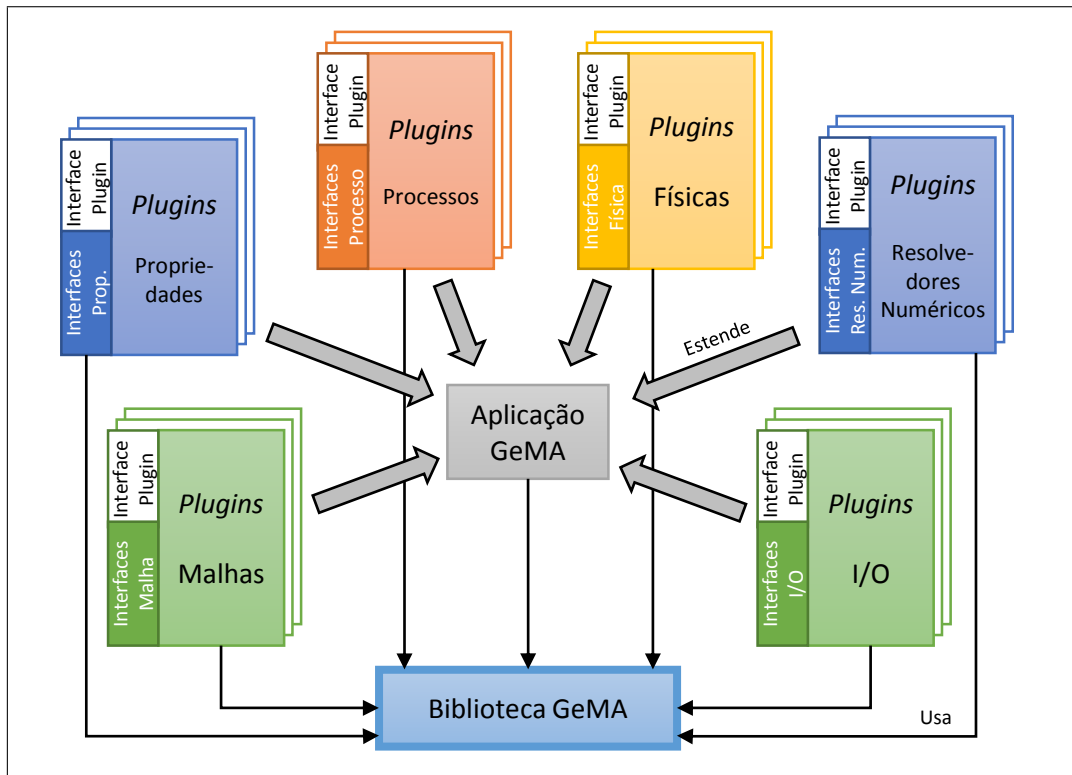 Interface
Plugin
Interfaces
Processo
Plugins
Processos
Interface
Plugin
Interfaces
Física
Plugins
Físicas
Interface
Plugin
Interfaces
Prop.
Plugins
Proprie-
dades
Interface
Plugin
Interfaces
Res. Num.
Plugins
Resolve-
dores
Numéricos
Estende
Aplicação
GeMA
Interface
Plugin
Interfaces
Malha
Plugins
Malhas
Interface
Plugin
Interfaces
I/O
Plugins
I/O
Biblioteca GeMA
Usa